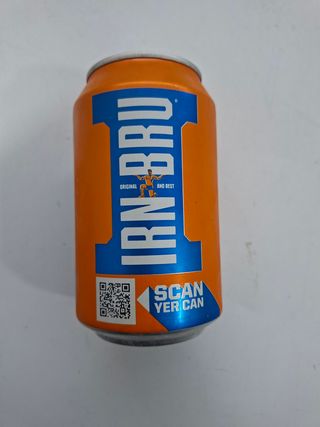 IRN-BRU
ORIGINAL AND BEST
SCAN
YER CAN